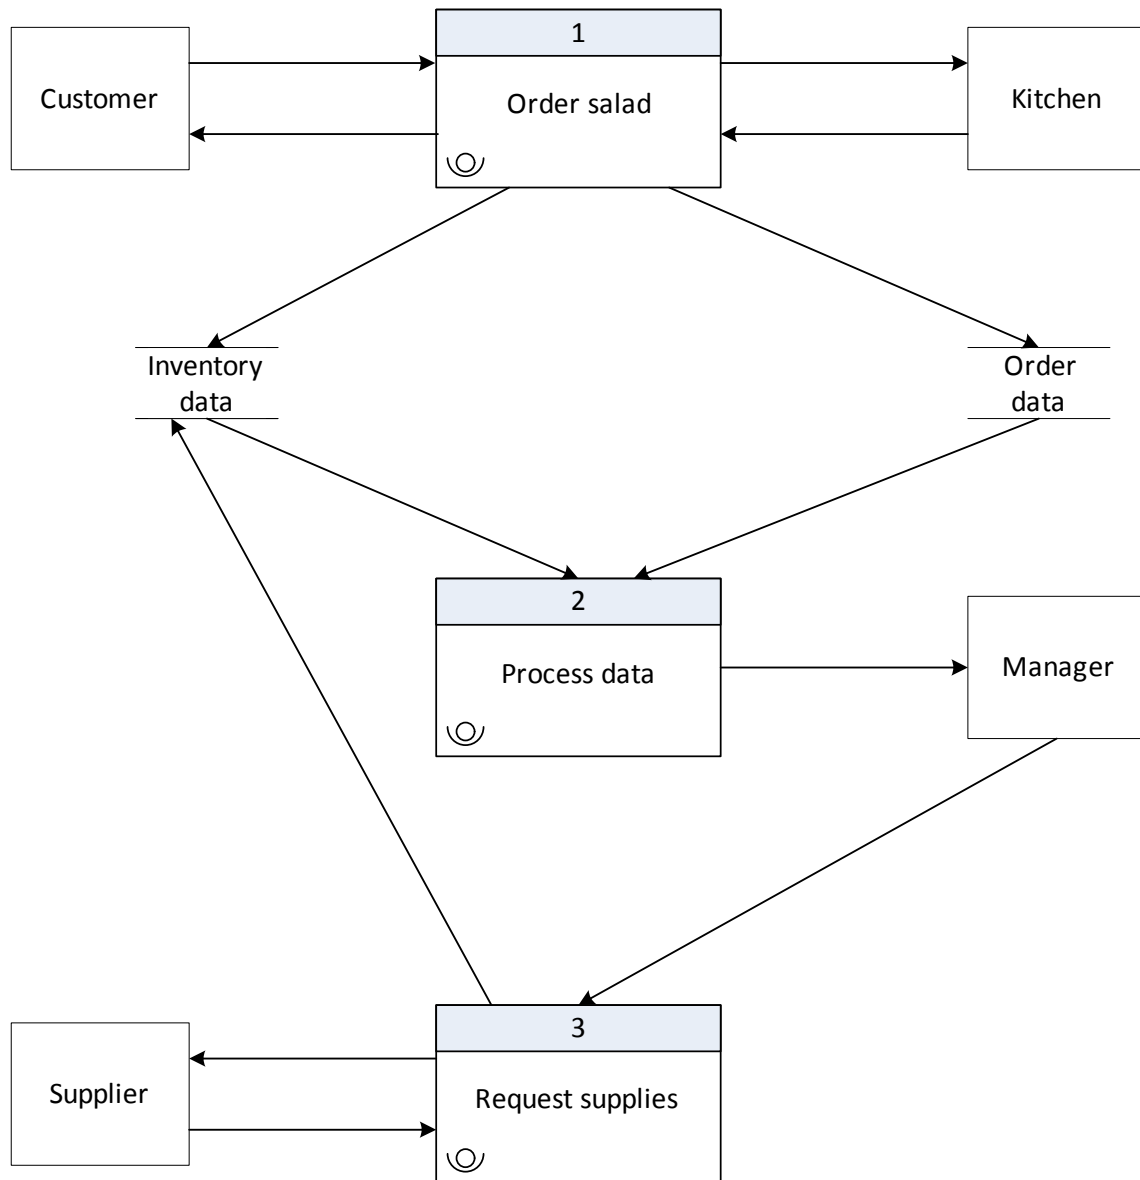 1
Customer
Order salad
Kitchen
Inventory
data
Order
data
2
Process data
Manager
3
Supplier
Request supplies